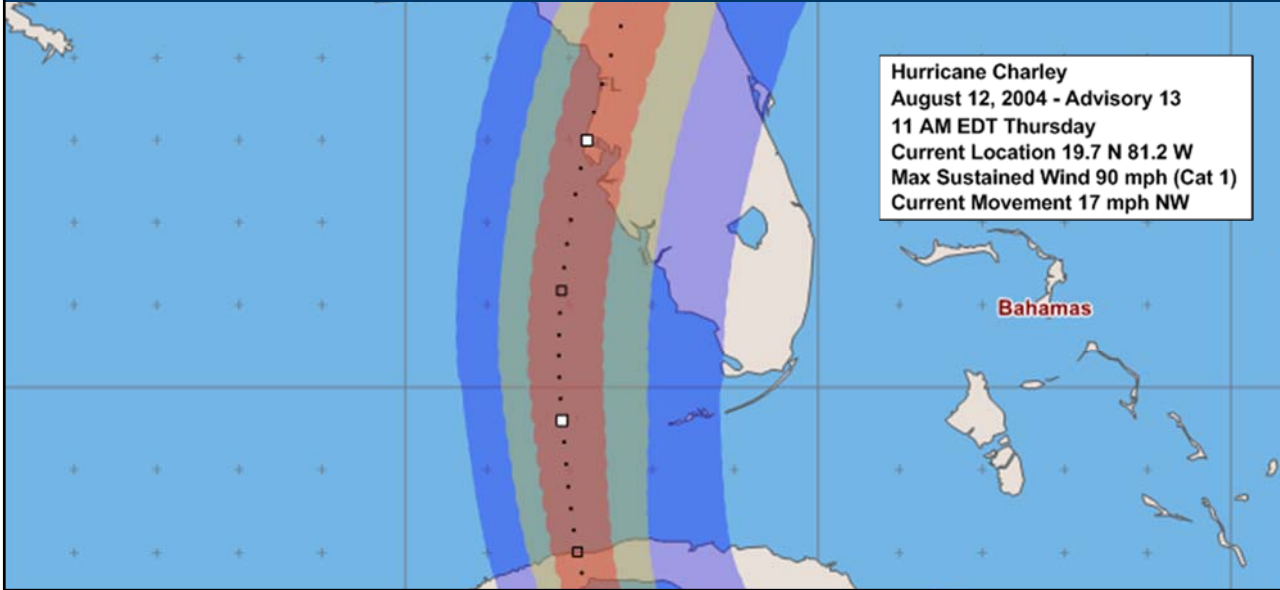 Hurricane Charley
August 12, 2004 - Advisory 13
11 AM EDT Thursday
Current Location 19.7 N 81.2 W
Max Sustained Wind 90 mph (Cat 1)
Current Movement 17 mph NW
FL
Bahamas